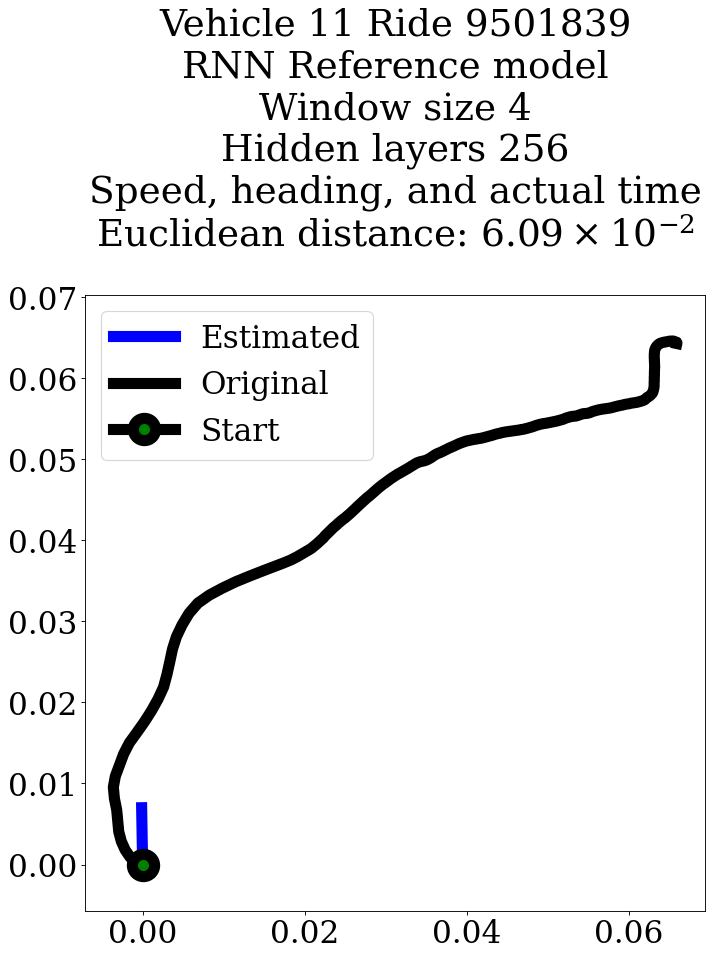 Vehicle 11 Ride 9501839
RNN Reference model
Window size 4
Hidden layers 256
Speed, heading, and actual time
Euclidean distance: 6.09 × 10⁻²
0.07
0.06
0.05
0.04
0.03
0.02
0.01
0.00
Estimated
Original
Start
0.00 0.02 0.04 0.06